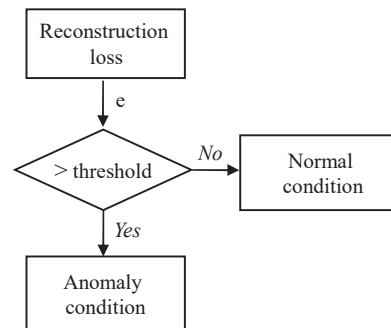 Reconstruction
loss
e
> threshold
No
Normal
condition
Yes
Anomaly
condition